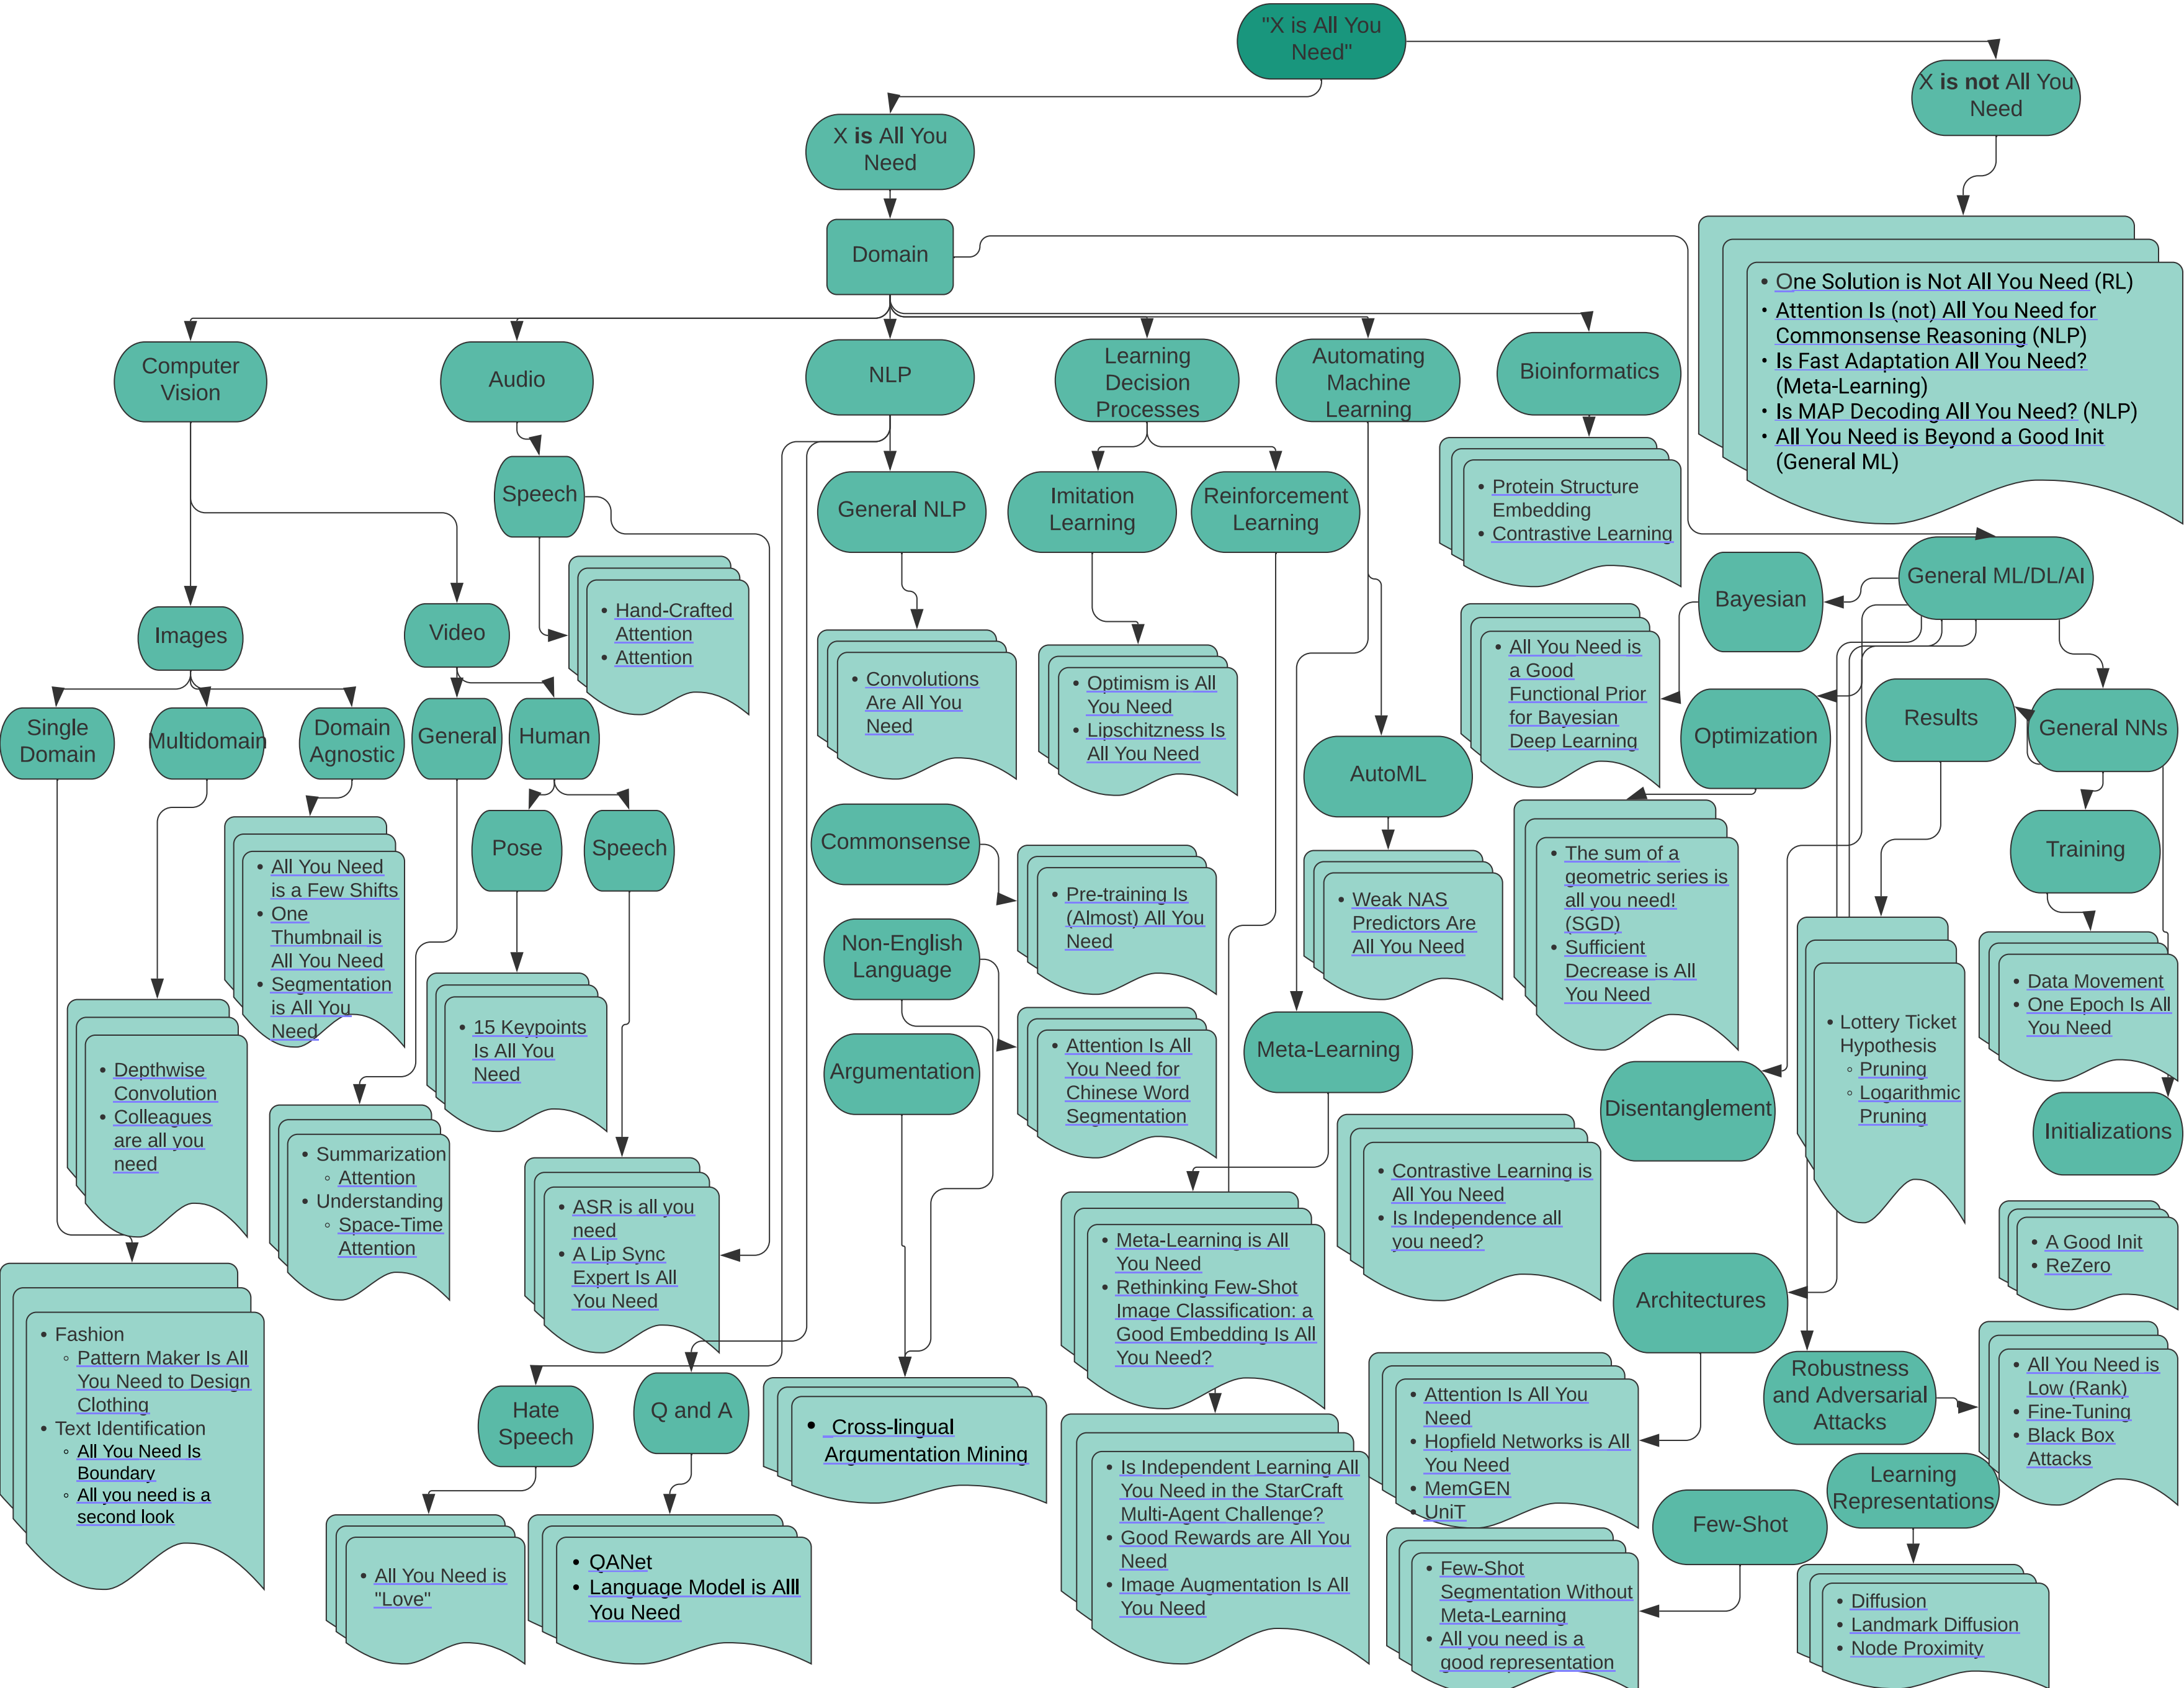 "X is All You
Need"
X is not All You
Need
X is All You
Need
Domain
• One Solution is Not All You Need (RL)
• Attention Is (not) All You Need for
Commonsense Reasoning (NLP)
• Is Fast Adaptation All You Need?
(Meta-Learning)
• Is MAP Decoding All You Need? (NLP)
• All You Need is Beyond a Good Init
(General ML)
Computer
Vision
Audio
NLP
Learning
Decision
Processes
Automating
Machine
Learning
Bioinformatics
Speech
General NLP
Imitation
Learning
Reinforcement
Learning
• Protein Structure
Embedding
• Contrastive Learning
General ML/DL/AI
Bayesian
Images
Video
• Hand-Crafted
Attention
• Attention
• Convolutions
Are All You
Need
• Optimism is All
You Need
• Lipschitzness Is
All You Need
• All You Need is
a Good
Functional Prior
for Bayesian
Deep Learning
Optimization
Results
General NNs
Single
Domain
Multidomain
Domain
Agnostic
General
Human
AutoML
Pose
Speech
Commonsense
Training
• All You Need
is a Few Shifts
• One
Thumbnail is
All You Need
• Segmentation
is All You
Need
• Pre-training Is
(Almost) All You
Need
• Weak NAS
Predictors Are
All You Need
• The sum of a
geometric series is
all you need!
(SGD)
• Sufficient
Decrease is All
You Need
Non-English
Language
• Data Movement
• One Epoch Is All
You Need
• Lottery Ticket
Hypothesis
◦ Pruning
◦ Logarithmic
Pruning
• Depthwise
Convolution
• Colleagues
are all you
need
• 15 Keypoints
Is All You
Need
Argumentation
• Attention Is All
You Need for
Chinese Word
Segmentation
Meta-Learning
Disentanglement
Initializations
• Summarization
◦ Attention
• Understanding
◦ Space-Time
Attention
• ASR is all you
need
• A Lip Sync
Expert Is All
You Need
• Meta-Learning is All
You Need
• Rethinking Few-Shot
Image Classification: a
Good Embedding Is All
You Need?
• Contrastive Learning is
All You Need
• Is Independence all
you need?
• A Good Init
• ReZero
Architectures
• Fashion
◦ Pattern Maker Is All
You Need to Design
Clothing
• Text Identification
◦ All You Need Is
Boundary
◦ All you need is a
second look
Hate
Speech
Q and A
• Cross-lingual
Argumentation Mining
• Attention Is All You
Need
• Hopfield Networks is All
You Need
• MemGEN
• UniT
Robustness
and Adversarial
Attacks
• All You Need is
Low (Rank)
• Fine-Tuning
• Black Box
Attacks
• Is Independent Learning All
You Need in the StarCraft
Multi-Agent Challenge?
• Good Rewards are All You
Need
• Image Augmentation Is All
You Need
Learning
Representations
Few-Shot
• All You Need is
"Love"
• QANet
• Language Model is Alll
You Need
• Few-Shot
Segmentation Without
Meta-Learning
• All you need is a
good representation
• Diffusion
• Landmark Diffusion
• Node Proximity